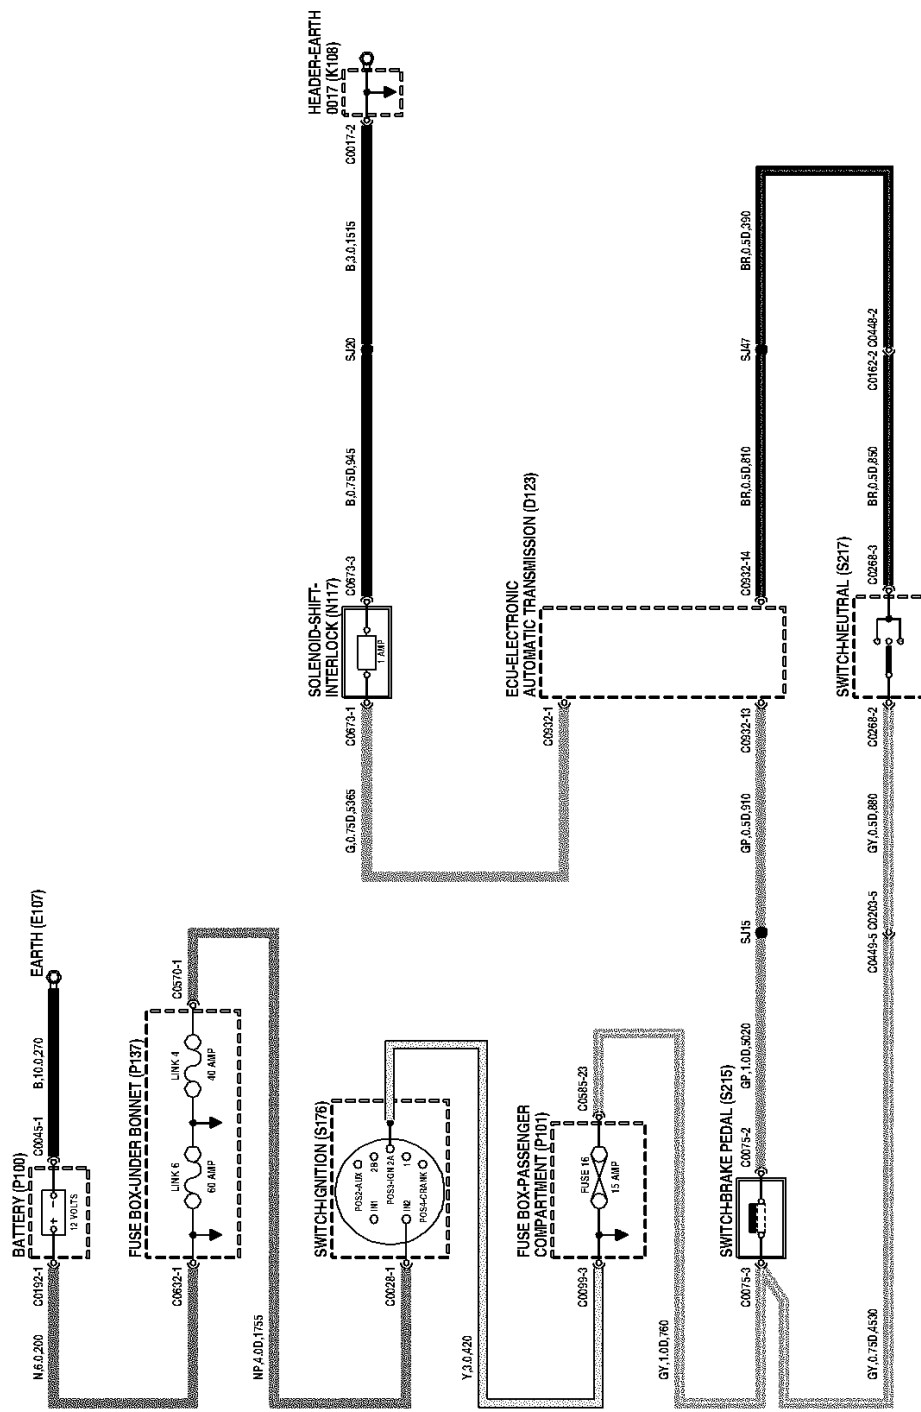 BATTERY (P100)
C0192-1
12 VOLTS
+
-
C0045-1
B,10.0,270
EARTH (E107)
N,6.0,200
FUSE BOX-UNDER BONNET (P137)
C0632-1
LINK 6
60 AMP
LINK 4
40 AMP
C0570-1
NP,4.0D,1755
SWITCH-IGNITION (S176)
C0028-1
IN1
IN2
POS2-AUX
2B
POS3-IGN 2A
1
POS4-CRANK
Y,3.0,420
FUSE BOX-PASSENGER
COMPARTMENT (P101)
C0099-3
FUSE 16
15 AMP
C0585-23
GY,1.0D,760
SWITCH-BRAKE PEDAL (S215)
C0075-3
C0075-2
GP,1.0D,5020
SJ15
GP,0.5D,910
C0932-13
GY,0.75D,4530
C0449-5 C0203-5
GY,0.5D,880
C0268-2
SOLENOID-SHIFT-
INTERLOCK (N117)
C0673-1
1 AMP
C0673-3
G,0.75D,5365
B,0.75D,945
SJ20
B,3.0,1515
C0017-2
HEADER-EARTH
0017 (K108)
ECU-ELECTRONIC
AUTOMATIC TRANSMISSION (D123)
C0932-1
C0932-14
BR,0.5D,810
SJ47
BR,0.5D,390
SWITCH-NEUTRAL (S217)
C0268-3
BR,0.5D,850
C0162-2 C0448-2